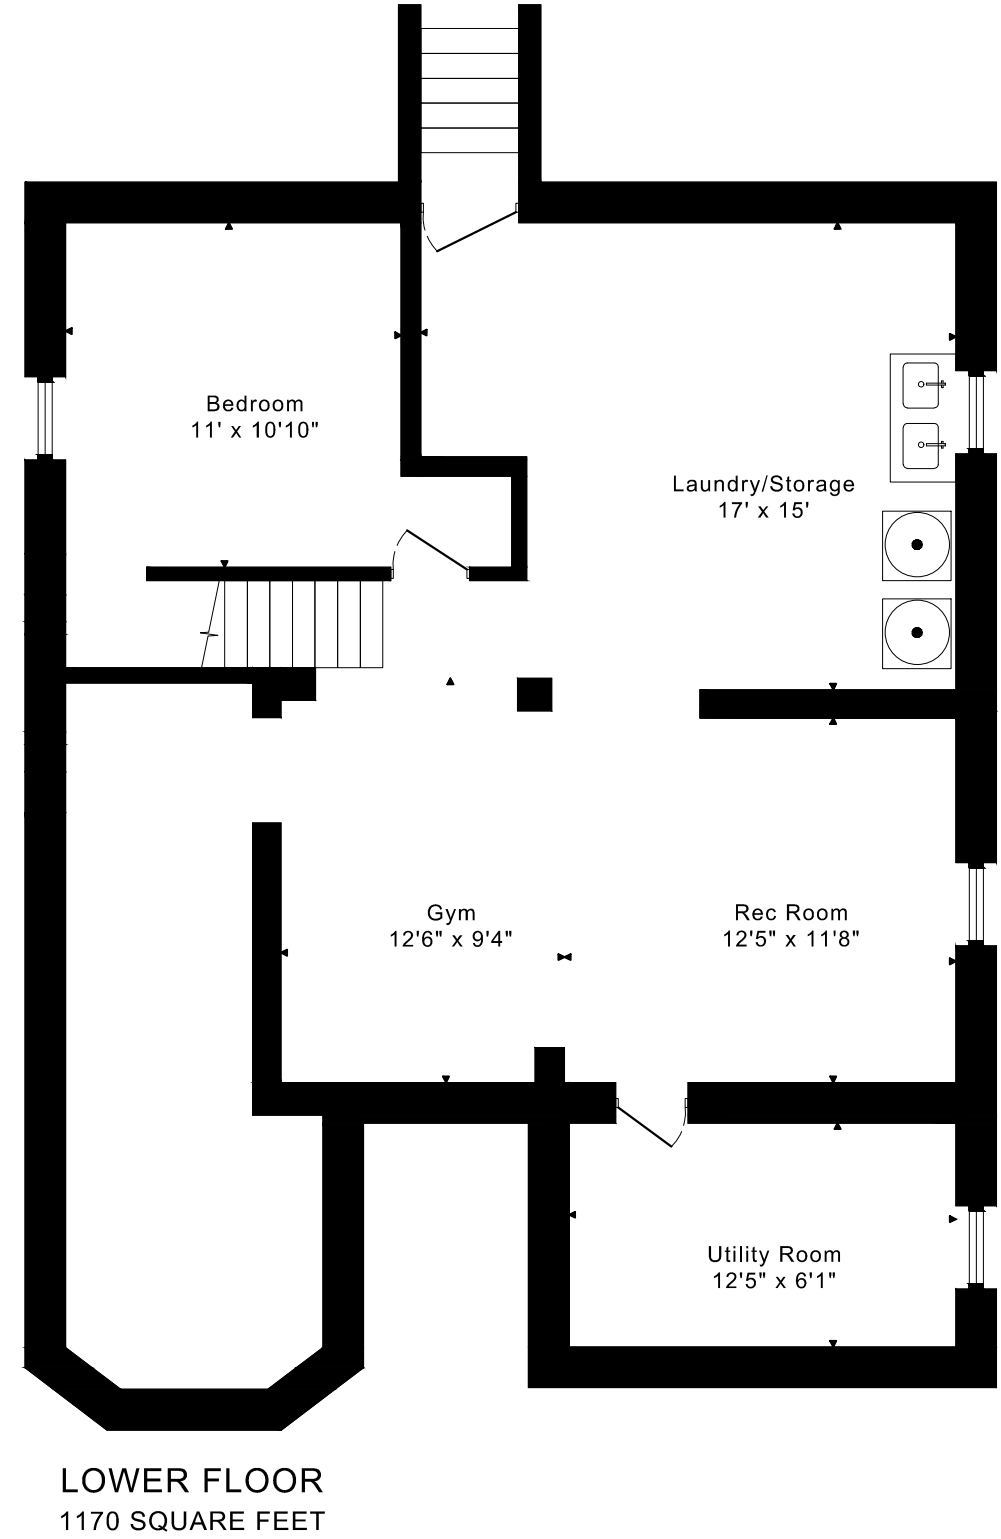 Bedroom
11' x 10'10"
Laundry/Storage
17' x 15'
Gym
12'6" x 9'4"
Rec Room
12'5" x 11'8"
Utility Room
12'5" x 6'1"
LOWER FLOOR
1170 SQUARE FEET